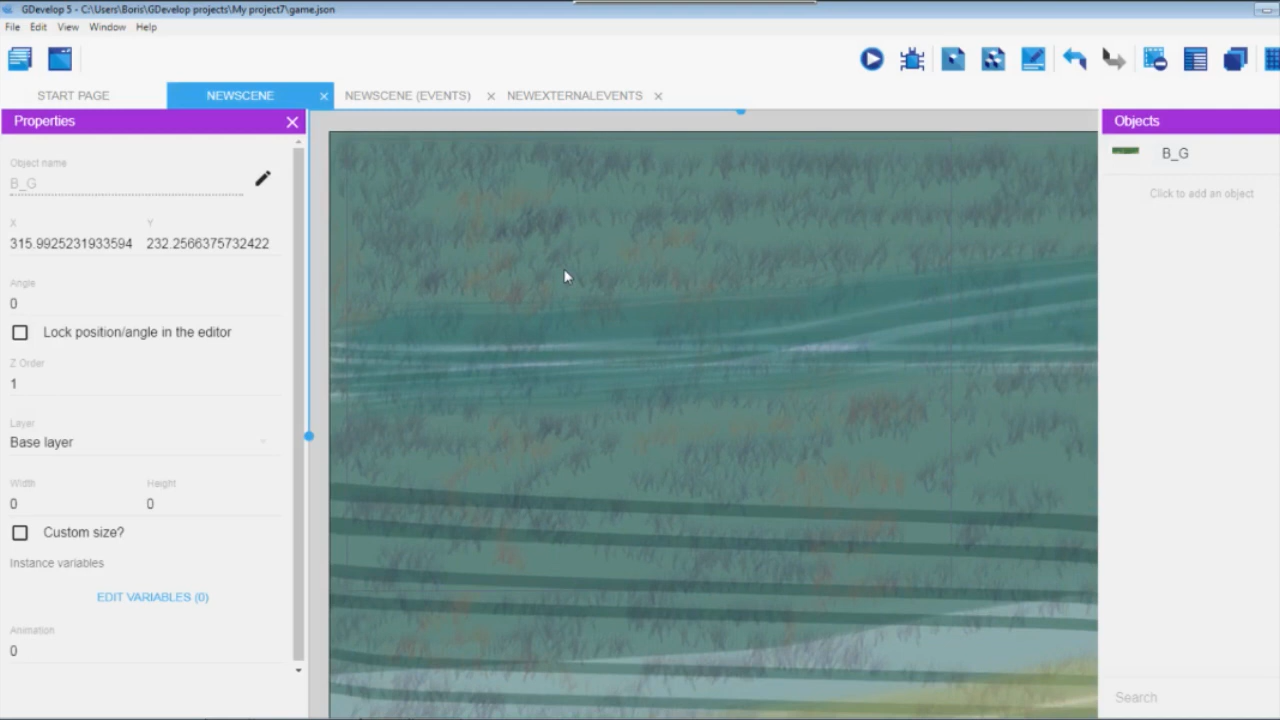 GDevelop 5 - C:\Users\Boris\GDevelop projects\My project7\game.json
File Edit View Window Help
START PAGE NEWSCENE NEWSCENE (EVENTS) NEWEXTERNALEVENTS
Properties
Object name
B_G
X Y
315.9925231933594 232.2566375732422
Angle
0
Lock position/angle in the editor
Z Order
1
Layer
Base layer
Width Height
0 0
Custom size?
Instance variables
EDIT VARIABLES (0)
Animation
0
Objects
B_G
Click to add an object
Search